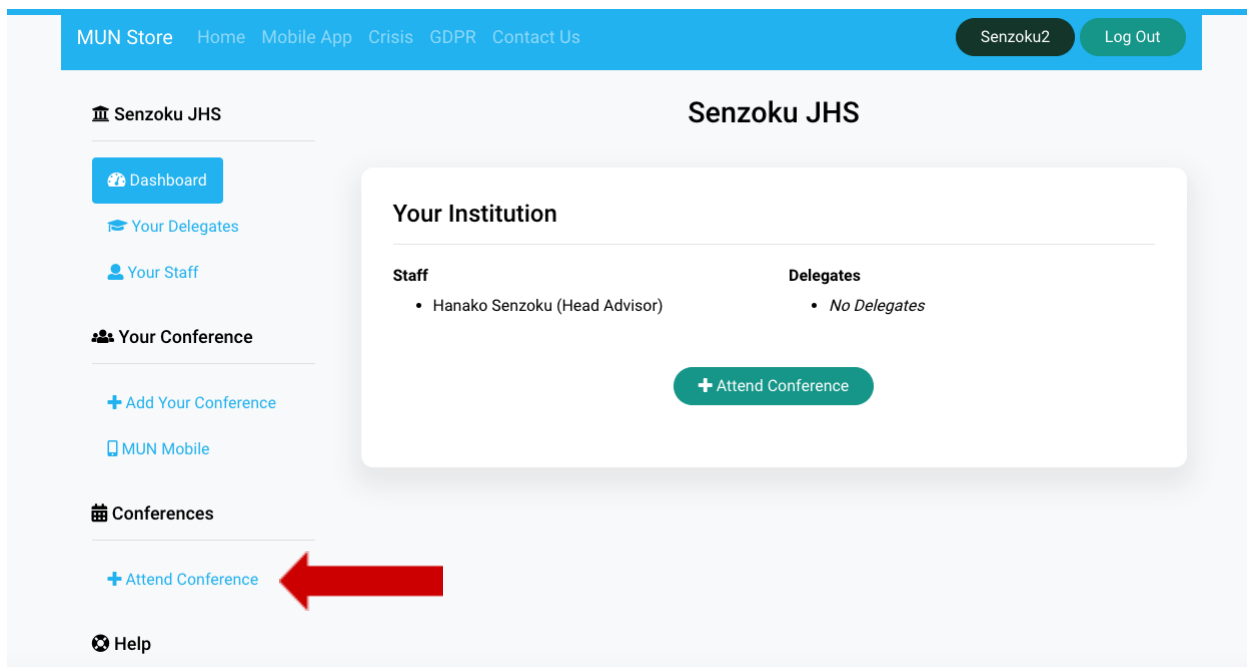 MUN Store Home Mobile App Crisis GDPR Contact Us Senzoku2 Log Out
Senzoku JHS
Dashboard
Your Delegates
Your Staff
Your Conference
Add Your Conference
MUN Mobile
Conferences
Attend Conference
Help
Senzoku JHS
Your Institution
Staff
• Hanako Senzoku (Head Advisor)
Delegates
• No Delegates
Attend Conference